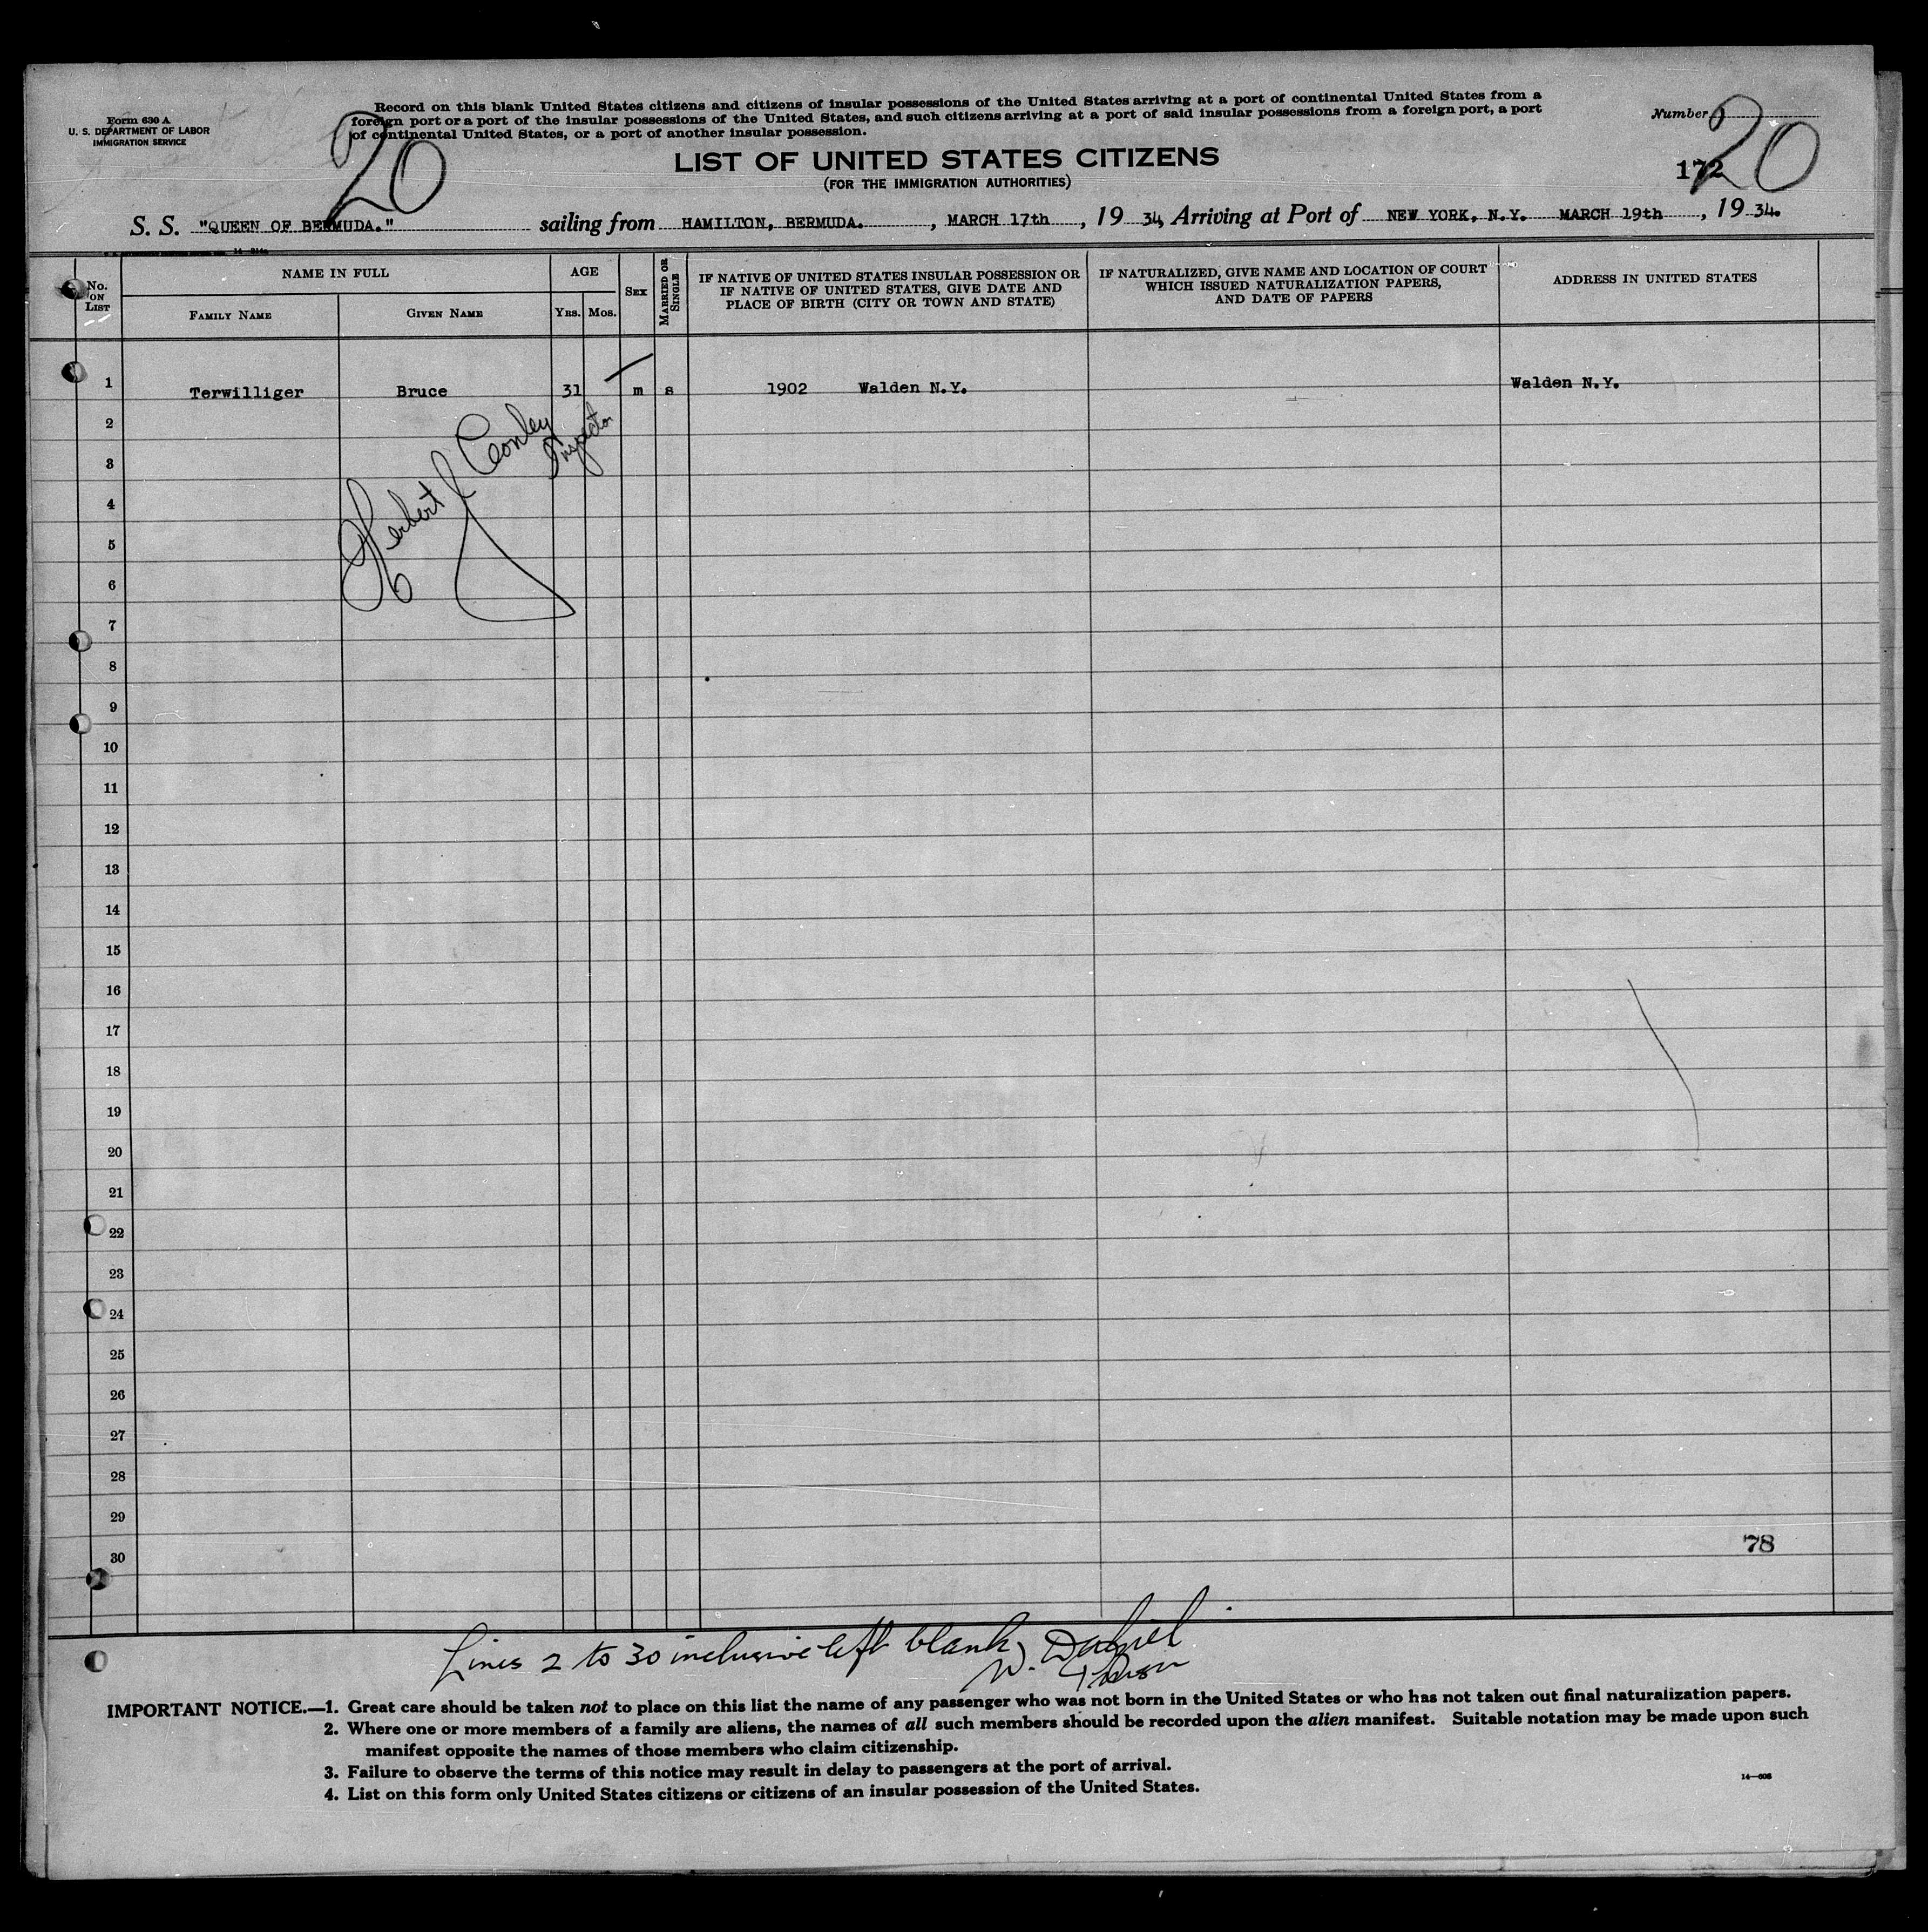 Form 630 A
U. S. DEPARTMENT OF LABOR
IMMIGRATION SERVICE
Record on this blank United States citizens and citizens of insular possessions of the United States arriving at a port of continental United States from a
foreign port or a port of the insular possessions of the United States, and such citizens arriving at a port of said insular possessions from a foreign port, a port
of continental United States, or a port of another insular possession.
Number
20
20
172
LIST OF UNITED STATES CITIZENS
(FOR THE IMMIGRATION AUTHORITIES)
S. S. "QUEEN OF BERMUDA." sailing from HAMILTON, BERMUDA. , MARCH 17th , 19 34, Arriving at Port of NEW YORK, N.Y. MARCH 19th , 19 34.
No. ON LIST
NAME IN FULL
FAMILY NAME
GIVEN NAME
AGE
YRS. MOS.
SEX
MARRIED OR SINGLE
IF NATIVE OF UNITED STATES INSULAR POSSESSION OR
IF NATIVE OF UNITED STATES, GIVE DATE AND
PLACE OF BIRTH (CITY OR TOWN AND STATE)
IF NATURALIZED, GIVE NAME AND LOCATION OF COURT
WHICH ISSUED NATURALIZATION PAPERS,
AND DATE OF PAPERS
ADDRESS IN UNITED STATES
1 Terwilliger Bruce 31 m s 1902 Walden N.Y. Walden N.Y.
Herbert J. Conley
Inspector
2
3
4
5
6
7
8
9
10
11
12
13
14
15
16
17
18
19
20
21
22
23
24
25
26
27
28
29
30
78
Lines 2 to 30 inclusive left blank
W.
IMPORTANT NOTICE.—1. Great care should be taken not to place on this list the name of any passenger who was not born in the United States or who has not taken out final naturalization papers.
2. Where one or more members of a family are aliens, the names of all such members should be recorded upon the alien manifest. Suitable notation may be made upon such
manifest opposite the names of those members who claim citizenship.
3. Failure to observe the terms of this notice may result in delay to passengers at the port of arrival.
4. List on this form only United States citizens or citizens of an insular possession of the United States.